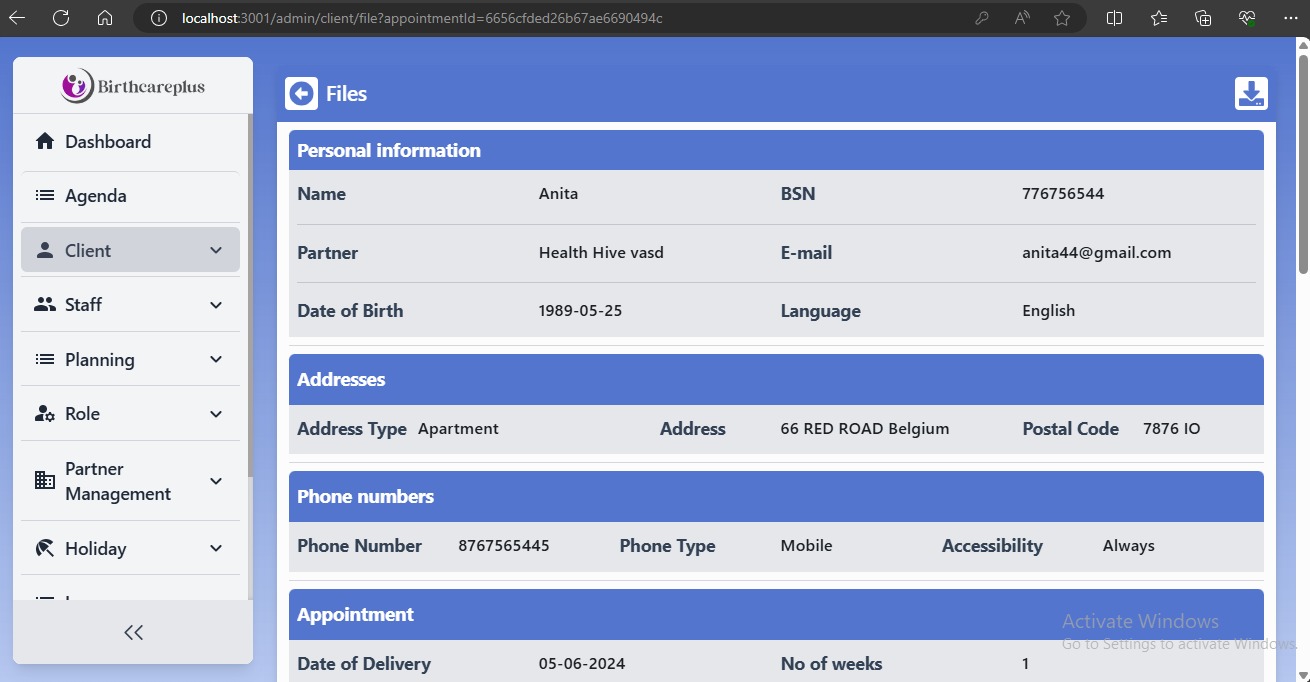 localhost:3001/admin/client/file?appointmentId=6656cfded26b67ae6690494c
Birthcareplus
Dashboard
Agenda
Client
Staff
Planning
Role
Partner
Management
Holiday
Files
Personal information
Name Anita BSN 776756544
Partner Health Hive vasd E-mail anita44@gmail.com
Date of Birth 1989-05-25 Language English
Addresses
Address Type Apartment Address 66 RED ROAD Belgium Postal Code 7876 IO
Phone numbers
Phone Number 8767565445 Phone Type Mobile Accessibility Always
Appointment
Date of Delivery 05-06-2024 No of weeks 1
Activate Windows
Go to Settings to activate Windows.